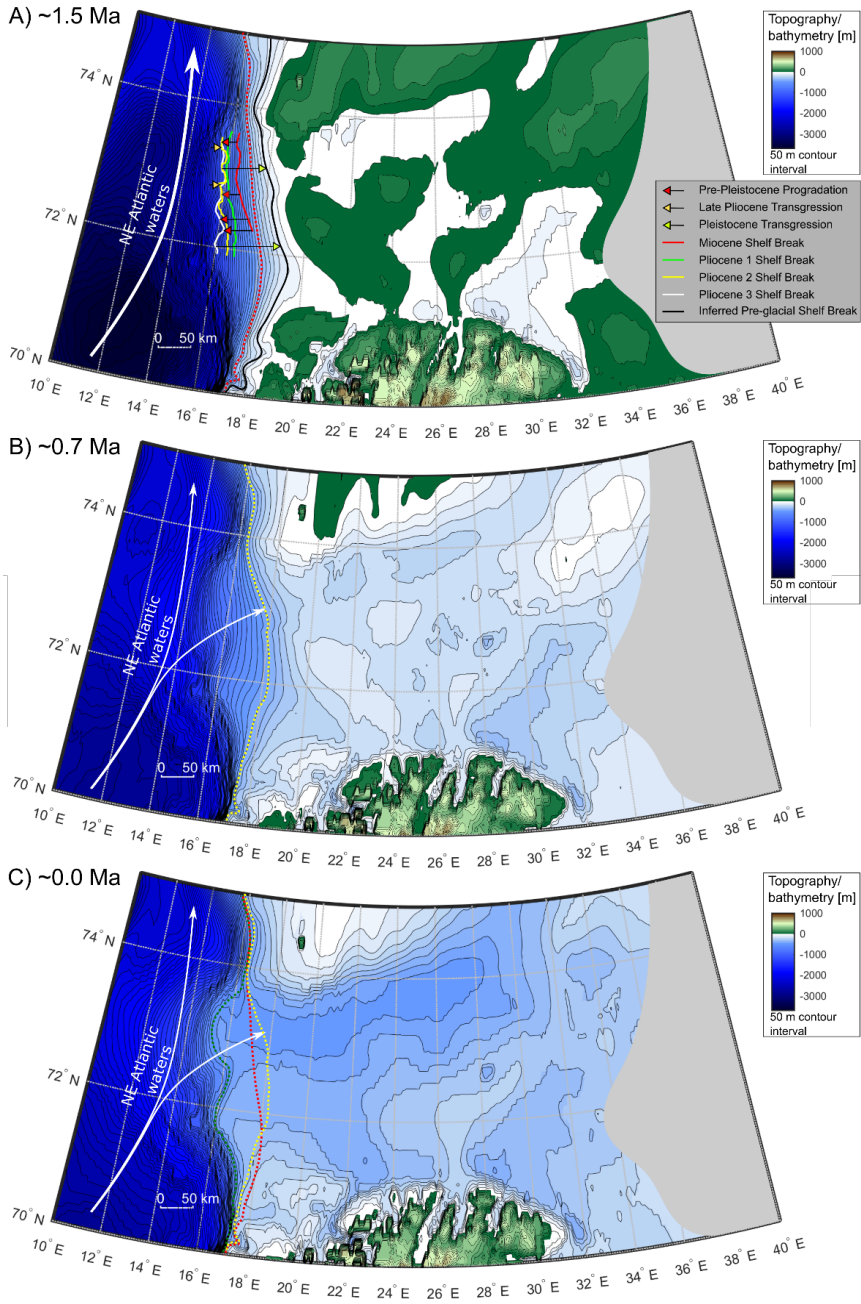 A) ~1.5 Ma
Topography/
bathymetry [m]
1000
0
-1000
-2000
-3000
50 m contour
interval
74° N
72° N
70° N
NE Atlantic
waters
0 50 km
Pre-Pleistocene Progradation
Late Pliocene Transgression
Pleistocene Transgression
Miocene Shelf Break
Pliocene 1 Shelf Break
Pliocene 2 Shelf Break
Pliocene 3 Shelf Break
Inferred Pre-glacial Shelf Break
10° E 12° E 14° E 16° E 18° E 20° E 22° E 24° E 26° E 28° E 30° E 32° E 34° E 36° E 38° E 40° E
B) ~0.7 Ma
Topography/
bathymetry [m]
1000
0
-1000
-2000
-3000
50 m contour
interval
74° N
72° N
70° N
NE Atlantic
waters
0 50 km
10° E 12° E 14° E 16° E 18° E 20° E 22° E 24° E 26° E 28° E 30° E 32° E 34° E 36° E 38° E 40° E
C) ~0.0 Ma
Topography/
bathymetry [m]
1000
0
-1000
-2000
-3000
50 m contour
interval
74° N
72° N
70° N
NE Atlantic
waters
0 50 km
10° E 12° E 14° E 16° E 18° E 20° E 22° E 24° E 26° E 28° E 30° E 32° E 34° E 36° E 38° E 40° E